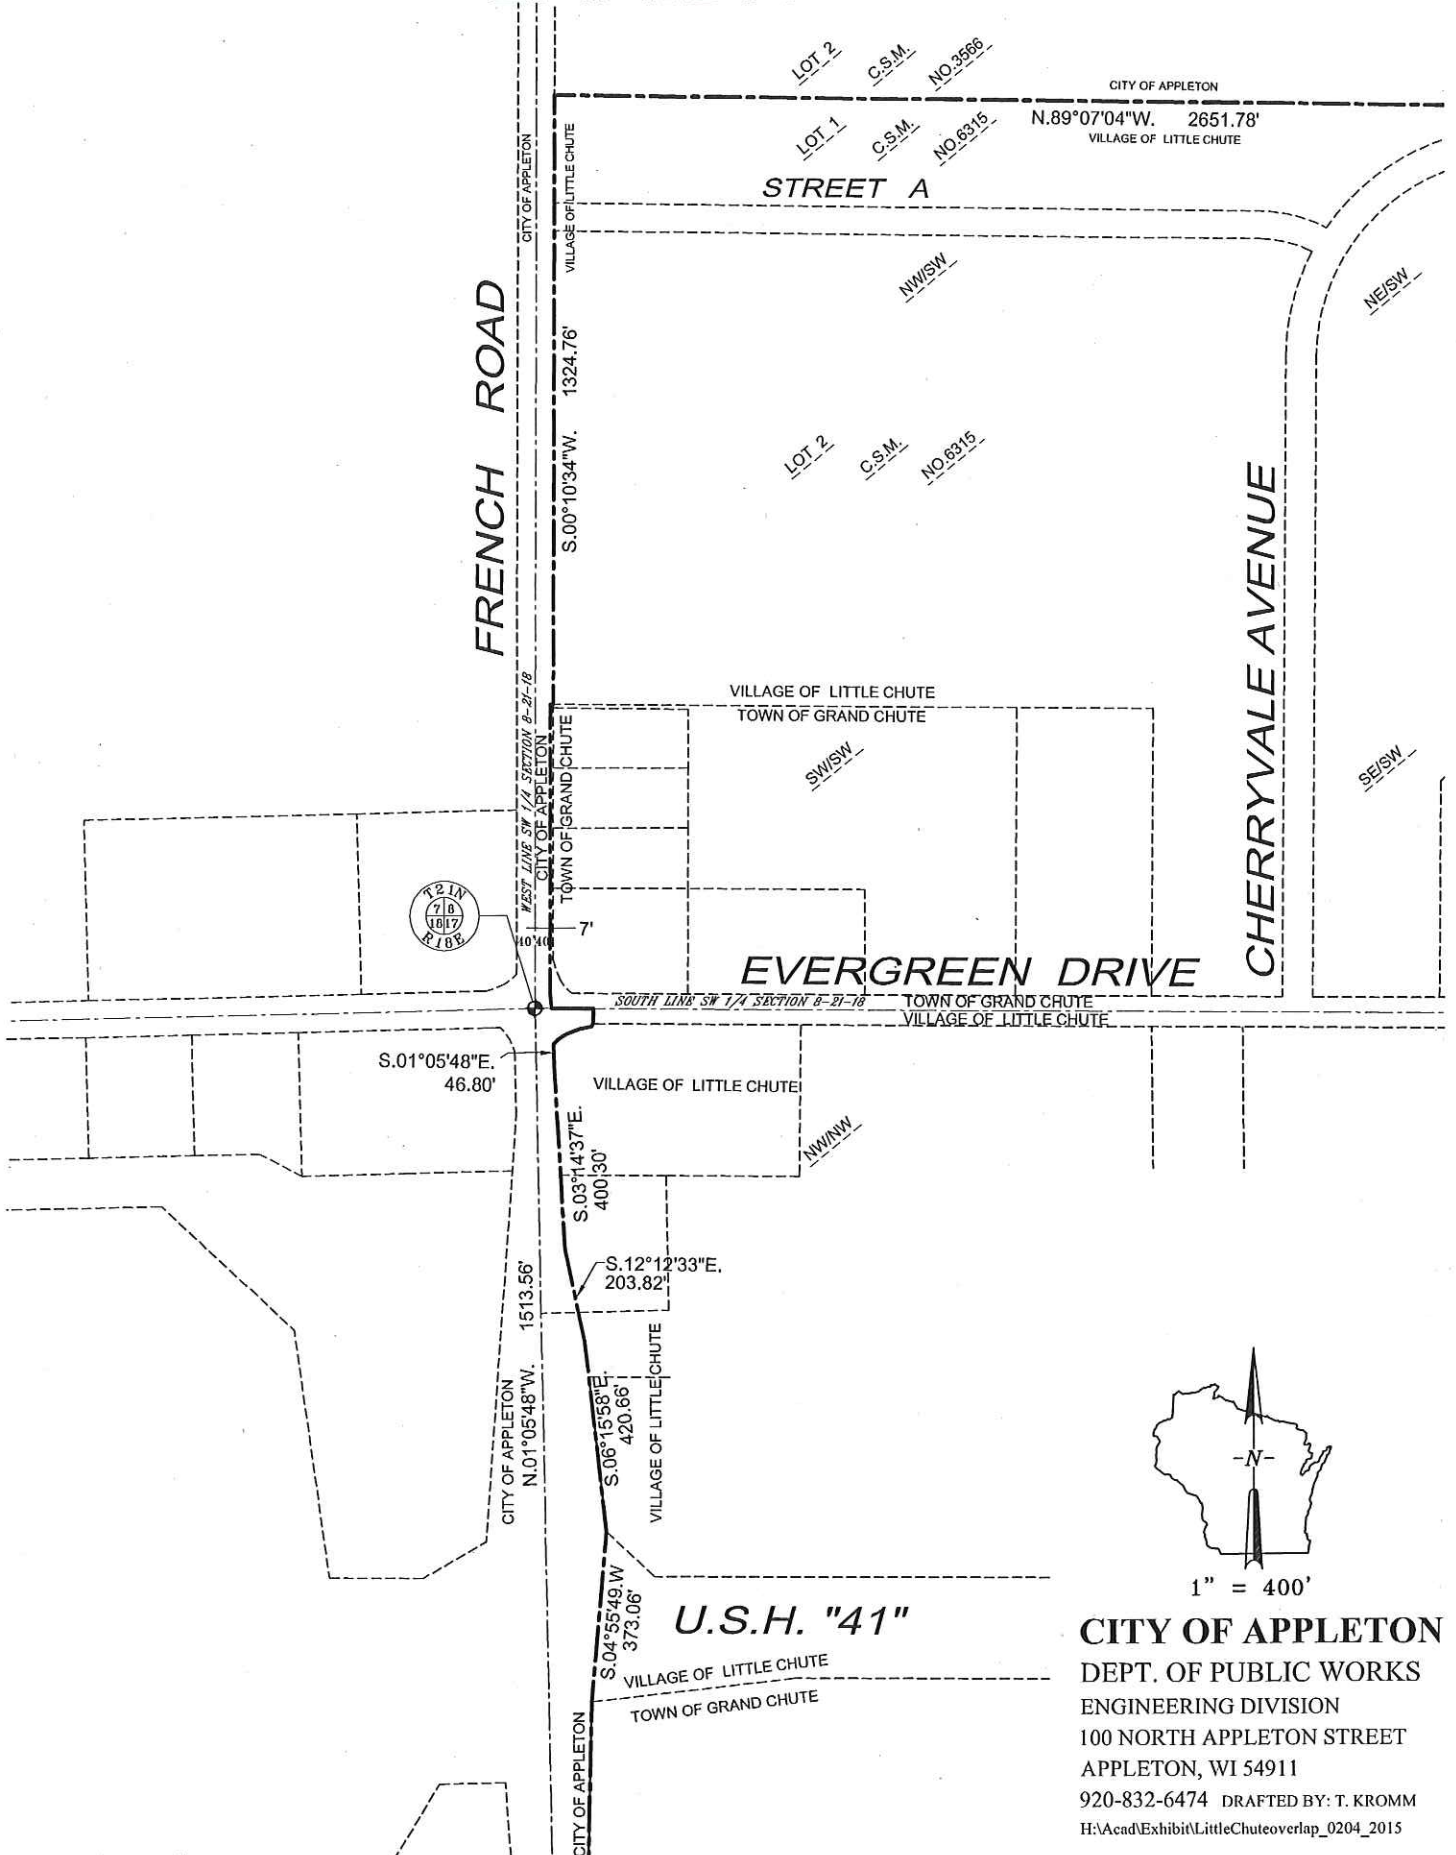 LOT 2 C.S.M. NO.3566
CITY OF APPLETON
N.89°07'04"W. 2651.78'
VILLAGE OF LITTLE CHUTE
LOT 1 C.S.M. NO.6315
CITY OF APPLETON
VILLAGE OF LITTLE CHUTE
STREET A
NW/SW
NE/SW
FRENCH ROAD
S.00°10'34"W. 1324.76'
LOT 2 C.S.M. NO.6315
CHERRYVALE AVENUE
VILLAGE OF LITTLE CHUTE
TOWN OF GRAND CHUTE
WEST LINE SW 1/4 SECTION 8-21-18
CITY OF APPLETON
TOWN OF GRAND CHUTE
SW/SW
SE/SW
T21N
7 8
18 17
R18E
7'
40' 40'
EVERGREEN DRIVE
SOUTH LINE SW 1/4 SECTION 8-21-18
TOWN OF GRAND CHUTE
VILLAGE OF LITTLE CHUTE
S.01°05'48"E.
46.80'
VILLAGE OF LITTLE CHUTE
NW/NW
S.03°14'37"E.
400.30'
S.12°12'33"E.
203.82'
N.01°05'48"W. 1513.56'
CITY OF APPLETON
S.06°15'58"E.
420.66'
VILLAGE OF LITTLE CHUTE
S.04°55'49.W
373.06'
U.S.H. "41"
VILLAGE OF LITTLE CHUTE
TOWN OF GRAND CHUTE
CITY OF APPLETON
-N-
1" = 400'
CITY OF APPLETON
DEPT. OF PUBLIC WORKS
ENGINEERING DIVISION
100 NORTH APPLETON STREET
APPLETON, WI 54911
920-832-6474 DRAFTED BY: T. KROMM
H:\Acad\Exhibit\LittleChuteoverlap_0204_2015